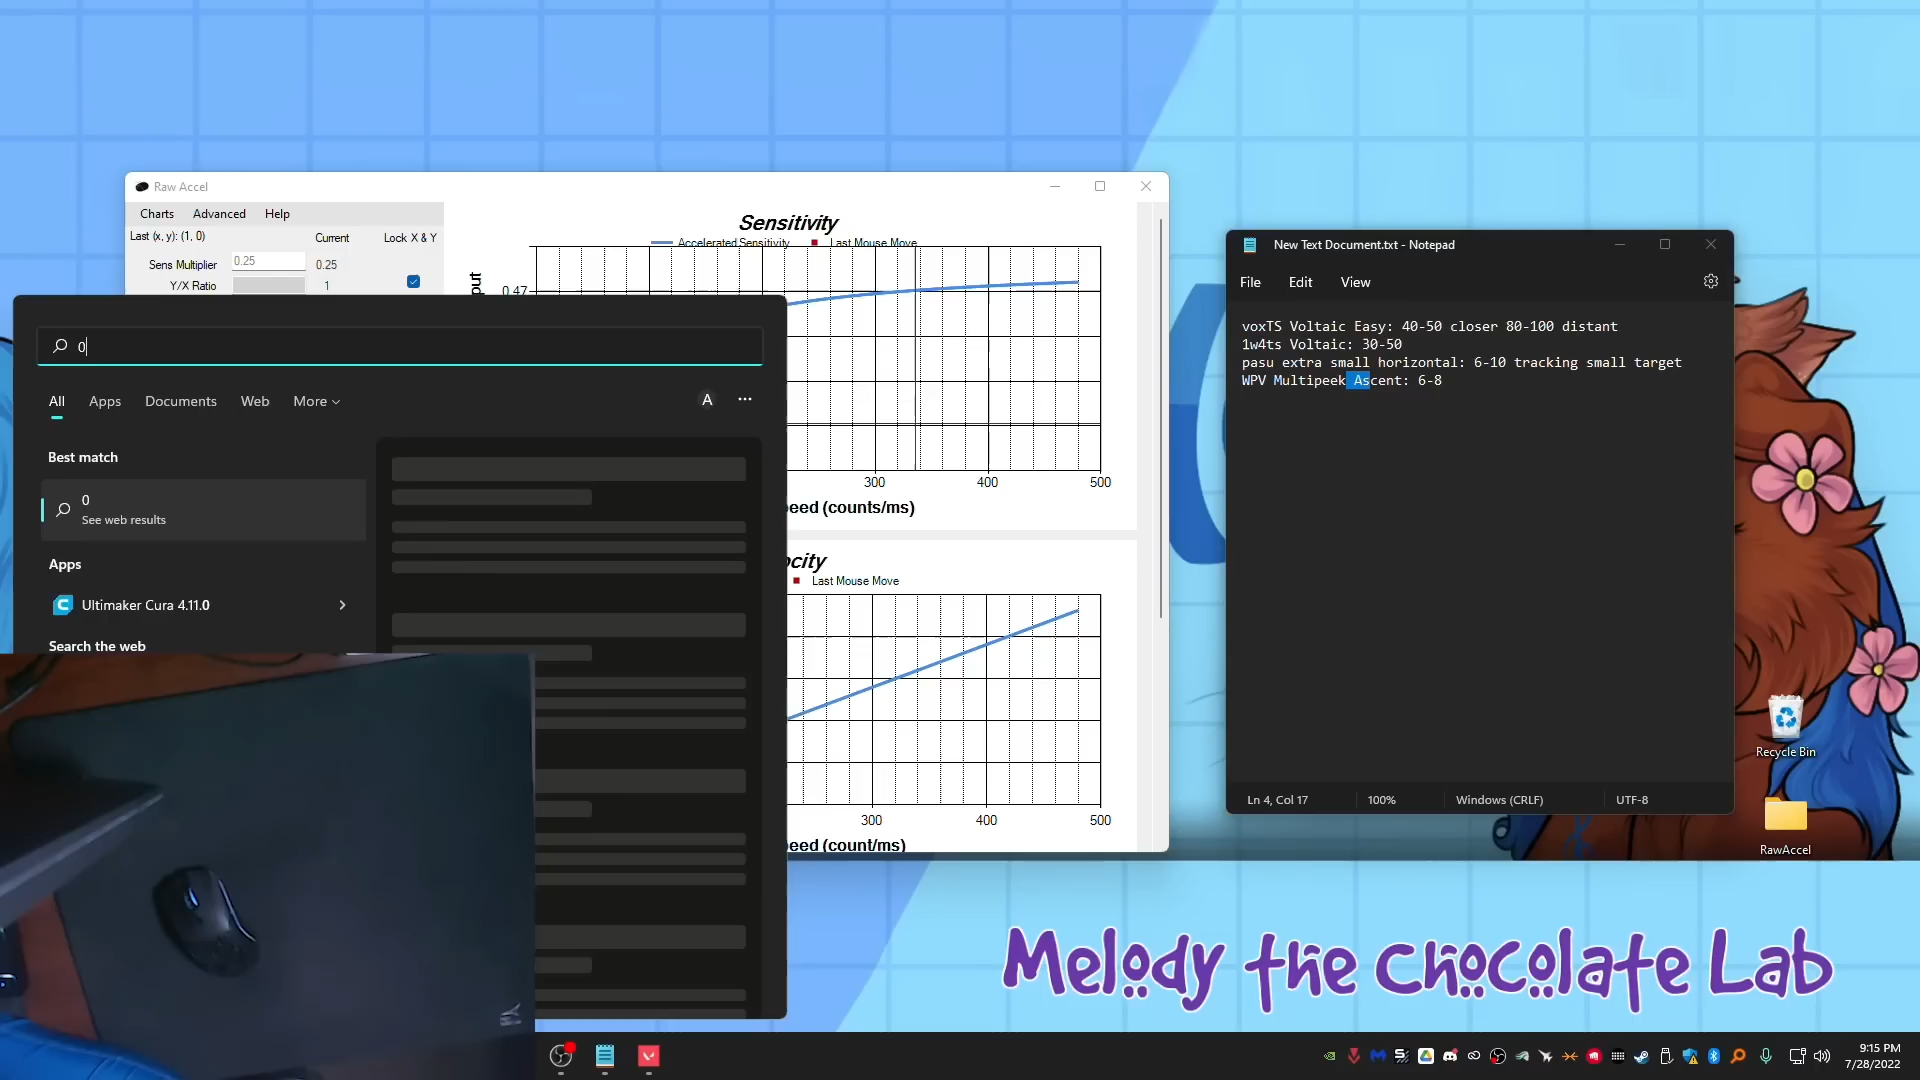 Raw Accel
Charts Advanced Help
Last (x, y): (1, 0)
Current
Lock X & Y
Sens Multiplier
0.25
0.25
Y/X Ratio
1
Sensitivity
Accelerated Sensitivity
Last Mouse Move
put
0.47
300
400
500
peed (counts/ms)
ocity
Last Mouse Move
300
400
500
peed (count/ms)
0
All
Apps
Documents
Web
More
A
Best match
0
See web results
Apps
Ultimaker Cura 4.11.0
Search the web
New Text Document.txt - Notepad
File
Edit
View
voxTS Voltaic Easy: 40-50 closer 80-100 distant
1w4ts Voltaic: 30-50
pasu extra small horizontal: 6-10 tracking small target
WPV Multipeek Ascent: 6-8
Ln 4, Col 17
100%
Windows (CRLF)
UTF-8
Recycle Bin
RawAccel
Melody the Chocolate Lab
9:15 PM
7/28/2022